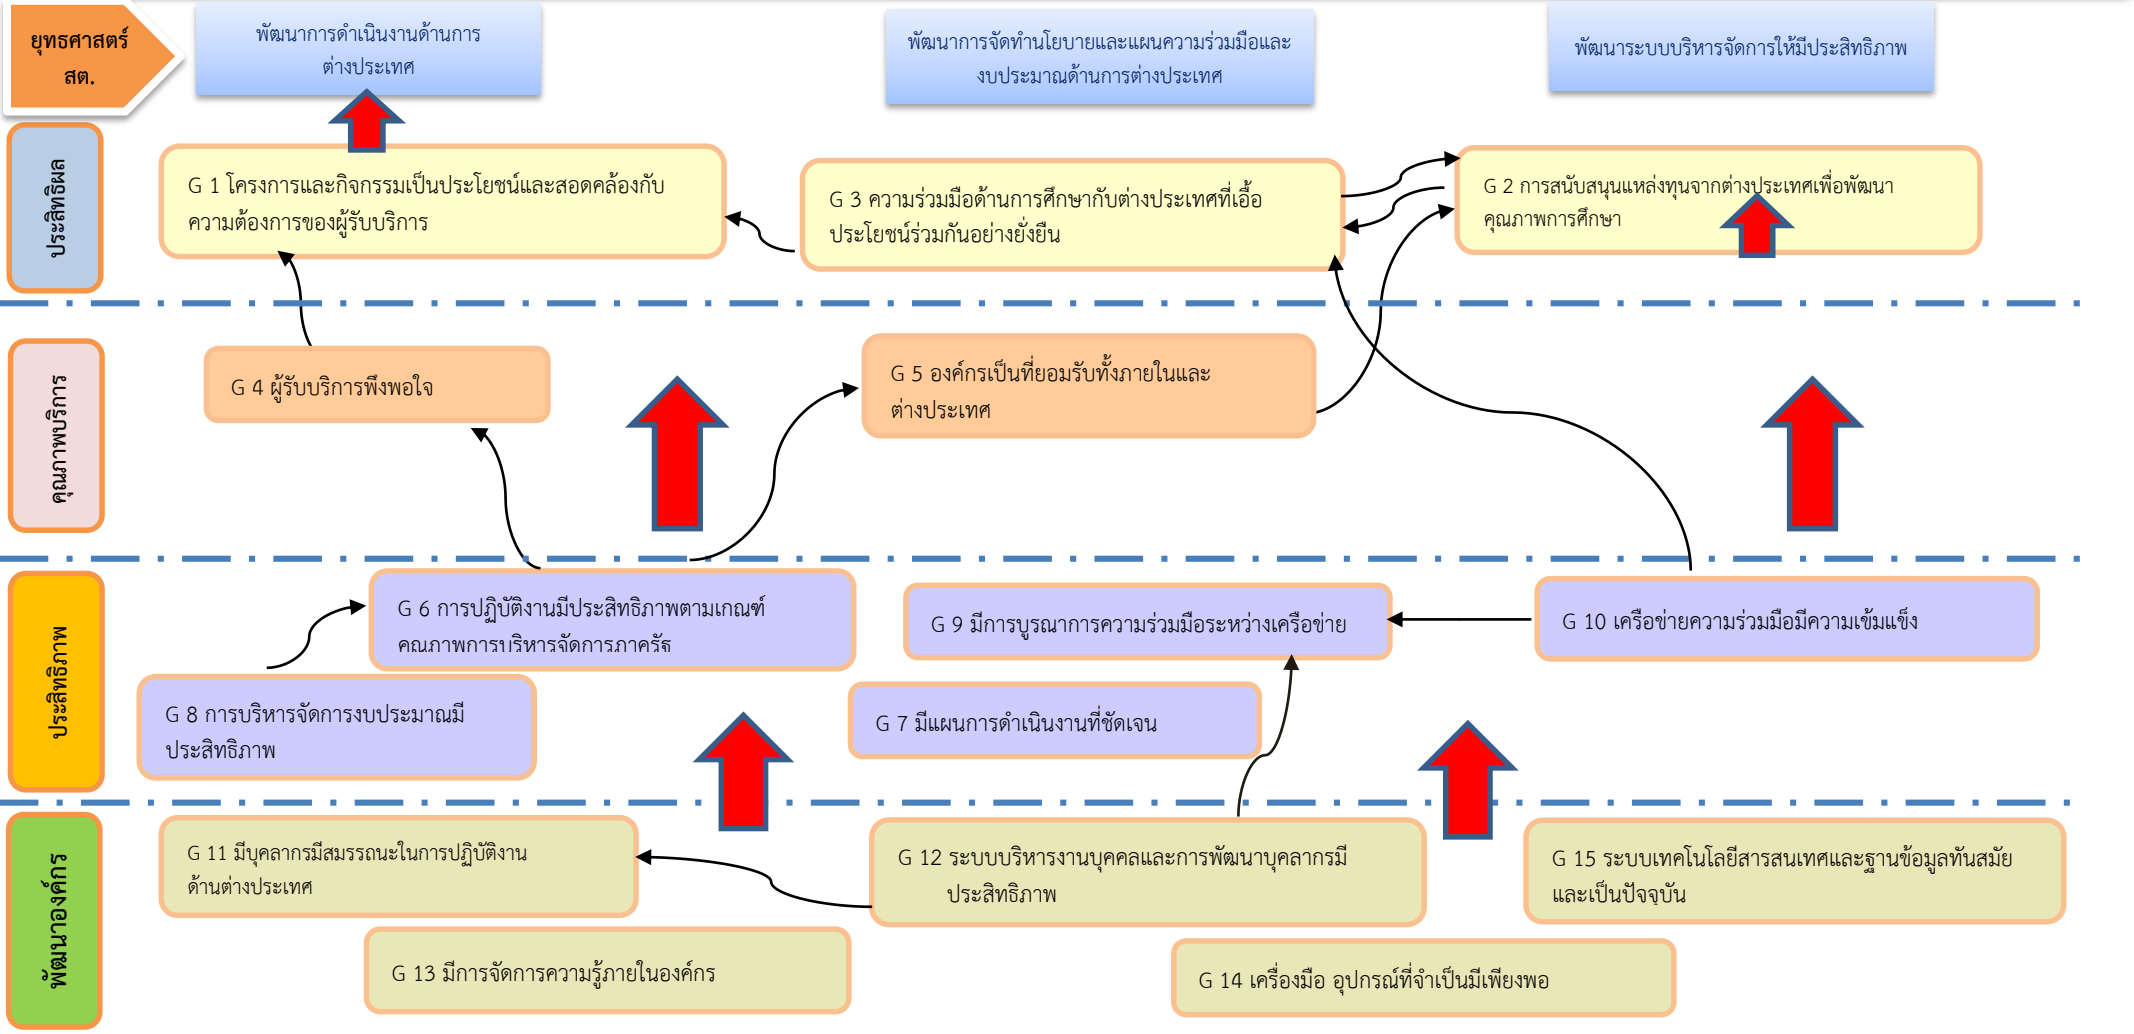 ยุทธศาสตร์
สต.
พัฒนาการดำเนินงานด้านการ
ต่างประเทศ
พัฒนาการจัดทำนโยบายและแผนความร่วมมือและ
งบประมาณด้านการต่างประเทศ
พัฒนาระบบบริหารจัดการให้มีประสิทธิภาพ
ประสิทธิผล
G 1 โครงการและกิจกรรมเป็นประโยชน์และสอดคล้องกับ
ความต้องการของผู้รับบริการ
G 3 ความร่วมมือด้านการศึกษากับต่างประเทศที่เอื้อ
ประโยชน์ร่วมกันอย่างยั่งยืน
G 2 การสนับสนุนแหล่งทุนจากต่างประเทศเพื่อพัฒนา
คุณภาพการศึกษา
คุณภาพบริการ
G 4 ผู้รับบริการพึงพอใจ
G 5 องค์กรเป็นที่ยอมรับทั้งภายในและ
ต่างประเทศ
ประสิทธิภาพ
G 6 การปฏิบัติงานมีประสิทธิภาพตามเกณฑ์
คุณภาพการบริหารจัดการภาครัฐ
G 9 มีการบูรณาการความร่วมมือระหว่างเครือข่าย
G 10 เครือข่ายความร่วมมือมีความเข้มแข็ง
G 8 การบริหารจัดการงบประมาณมี
ประสิทธิภาพ
G 7 มีแผนการดำเนินงานที่ชัดเจน
พัฒนาองค์กร
G 11 มีบุคลากรมีสมรรถนะในการปฏิบัติงาน
ด้านต่างประเทศ
G 12 ระบบบริหารงานบุคคลและการพัฒนาบุคลากรมี
ประสิทธิภาพ
G 15 ระบบเทคโนโลยีสารสนเทศและฐานข้อมูลทันสมัย
และเป็นปัจจุบัน
G 13 มีการจัดการความรู้ภายในองค์กร
G 14 เครื่องมือ อุปกรณ์ที่จำเป็นมีเพียงพอ